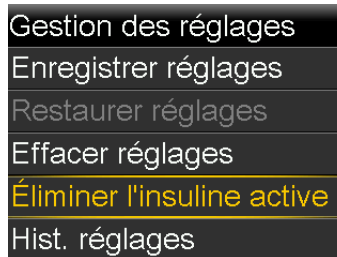 Gestion des réglages
Enregistrer réglages
Restaurer réglages
Effacer réglages
Éliminer l'insuline active
Hist. réglages